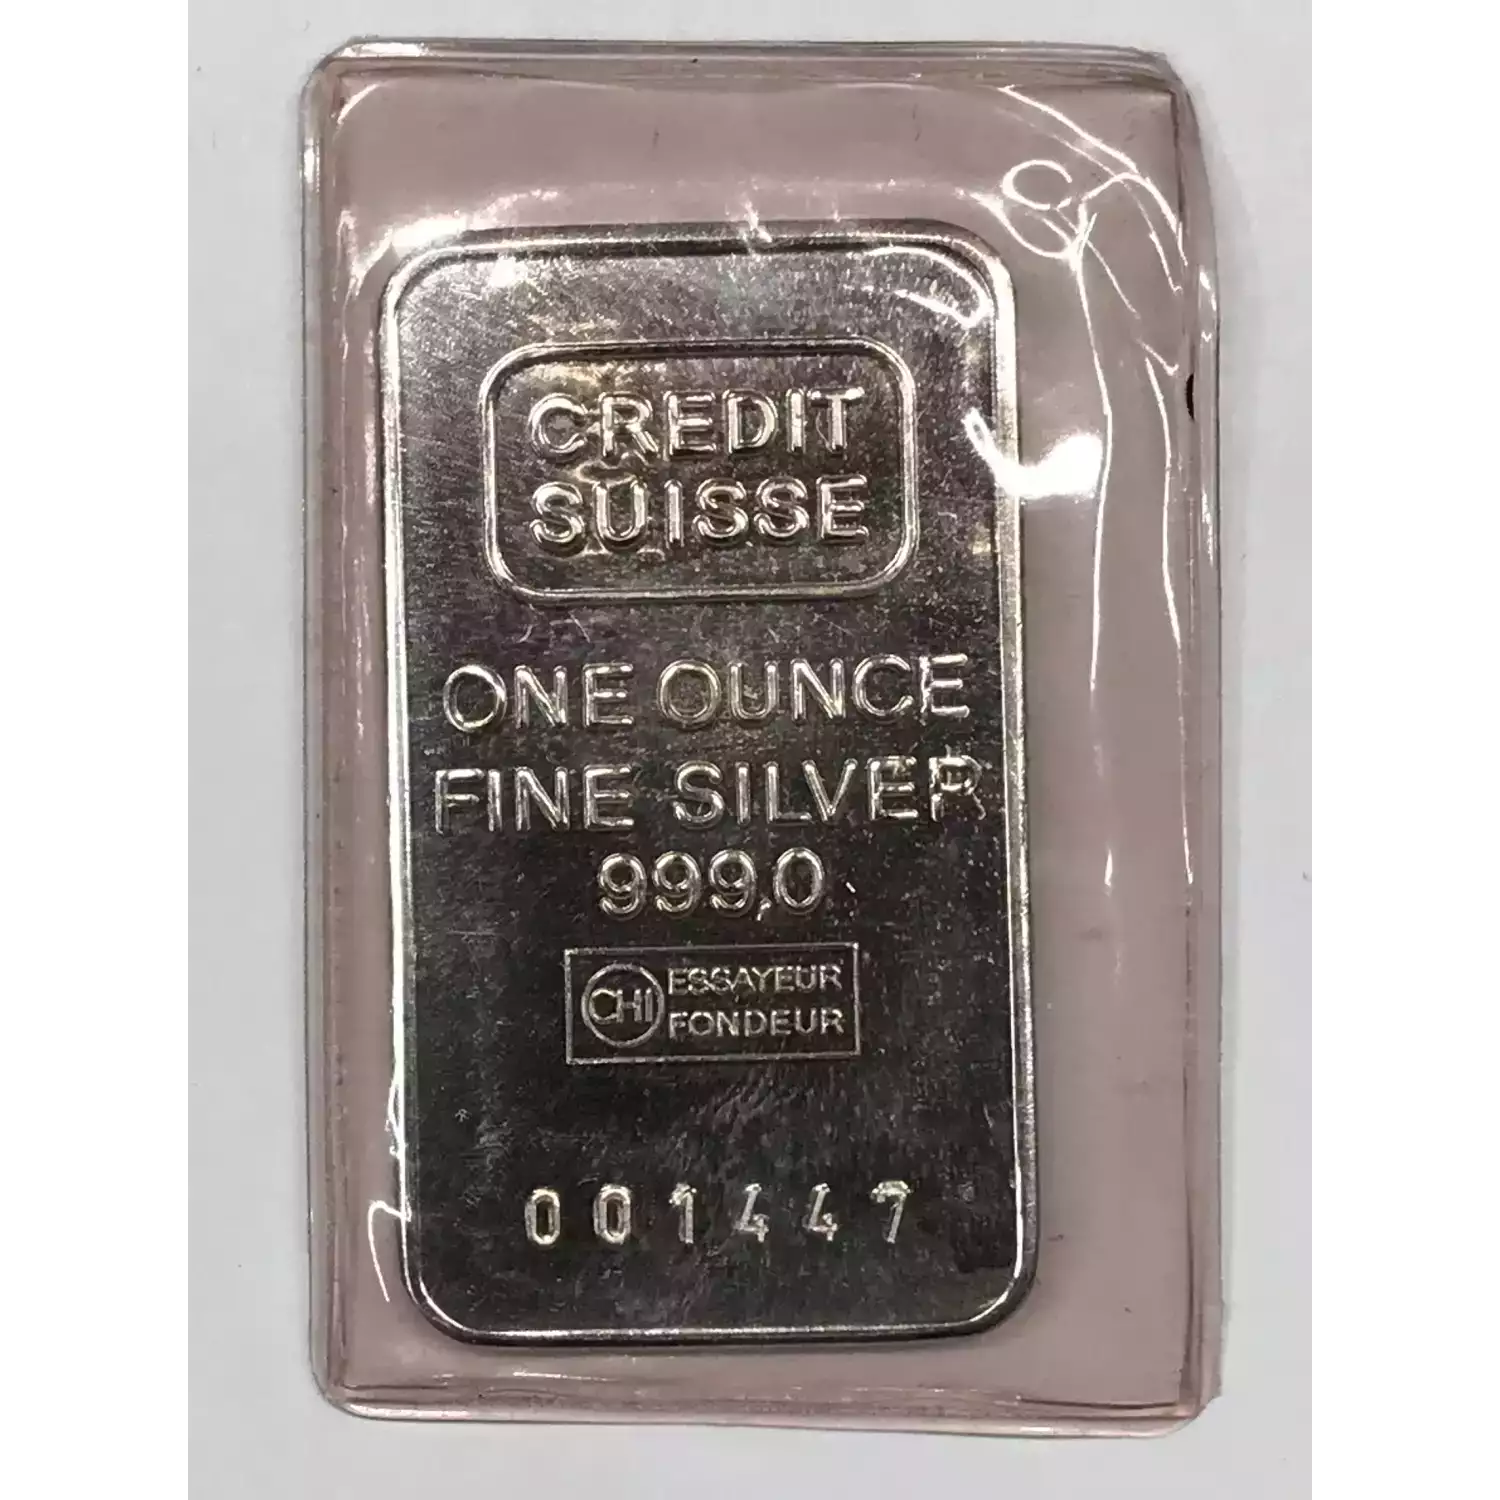 CREDIT
SUISSE
ONE OUNCE
FINE SILVER
999,0
CHI ESSAYEUR
FONDEUR
001447